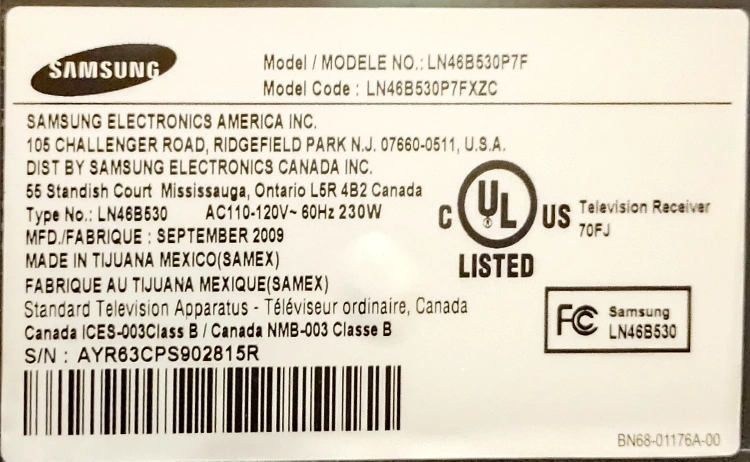 SAMSUNG
Model / MODELE NO.: LN46B530P7F
Model Code : LN46B530P7FXZC
SAMSUNG ELECTRONICS AMERICA INC.
105 CHALLENGER ROAD, RIDGEFIELD PARK N.J. 07660-0511, U.S.A.
DIST BY SAMSUNG ELECTRONICS CANADA INC.
55 Standish Court Mississauga, Ontario L5R 4B2 Canada
Type No.: LN46B530 AC110-120V~ 60Hz 230W
MFD./FABRIQUE : SEPTEMBER 2009
MADE IN TIJUANA MEXICO(SAMEX)
FABRIQUE AU TIJUANA MEXIQUE(SAMEX)
Standard Television Apparatus - Téléviseur ordinaire, Canada
Canada ICES-003Class B / Canada NMB-003 Classe B
S/N : AYR63CPS902815R
C UL ® US
LISTED
Television Receiver
70FJ
FC Samsung
LN46B530
BN68-01176A-00